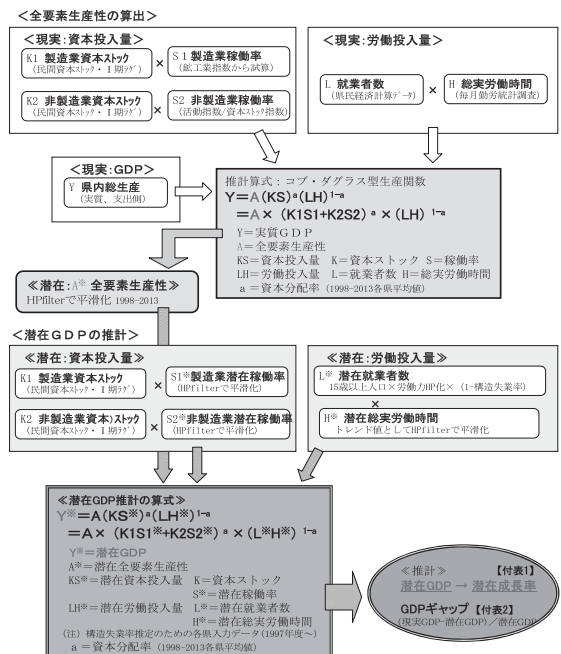 ＜全要素生産性の算出＞
＜現実：資本投入量＞
K1 製造業資本ストック
（民間資本ストック・Ⅰ期ラグ）
×
S1 製造業稼働率
（鉱工業指数から試算）
K2 非製造業資本ストック
（民間資本ストック・Ⅰ期ラグ）
×
S2 非製造業稼働率
（活動指数/資本ストック指数）
＜現実：労働投入量＞
L 就業者数
（県民経済計算データ）
×
H 総実労働時間
（毎月勤労統計調査）
＜現実：GDP＞
Y 県内総生産
（実質、支出側）
推計算式：コブ・ダグラス型生産関数
Y＝A(KS)ᵃ(LH)¹⁻ᵃ
＝A×（K1S1+K2S2）ᵃ×(LH) ¹⁻ᵃ
Y＝実質ＧＤＰ
A＝全要素生産性
KS＝資本投入量 K＝資本ストック S＝稼働率
LH＝労働投入量 L＝就業者数 H＝総実労働時間
a＝資本分配率（1998-2013各県平均値）
≪潜在：A※ 全要素生産性≫
HPfilterで平滑化 1998-2013
＜潜在ＧＤＰの推計＞
≪潜在：資本投入量≫
K1 製造業資本ストック
（民間資本ストック・Ⅰ期ラグ）
×
S1※製造業潜在稼働率
（HPfilterで平滑化）
K2 非製造業資本）ストック
（民間資本ストック・Ⅰ期ラグ）
×
S2※非製造業潜在稼働率
（HPfilterで平滑化）
≪潜在：労働投入量≫
L※ 潜在就業者数
15歳以上人口×労働力HP化×（1-構造失業率）
×
H※ 潜在総実労働時間
トレンド値としてHPfilterで平滑化
≪潜在GDP推計の算式≫
Y※＝A(KS※)ᵃ(LH※)¹⁻ᵃ
＝A×（K1S1※+K2S2※）ᵃ×(L※H※) ¹⁻ᵃ
Y※＝潜在GDP
A※＝潜在全要素生産性
KS※＝潜在資本投入量 K＝資本ストック
S※＝潜在稼働率
LH※＝潜在労働投入量 L※＝潜在就業者数
H※＝潜在総実労働時間
（注）構造失業率推定のための各県入力データ(1997年度～)
a＝資本分配率（1998-2013各県平均値）
≪推計≫ 【付表1】
潜在GDP → 潜在成長率
GDPギャップ【付表2】
（現実GDP-潜在GDP）／潜在GDP